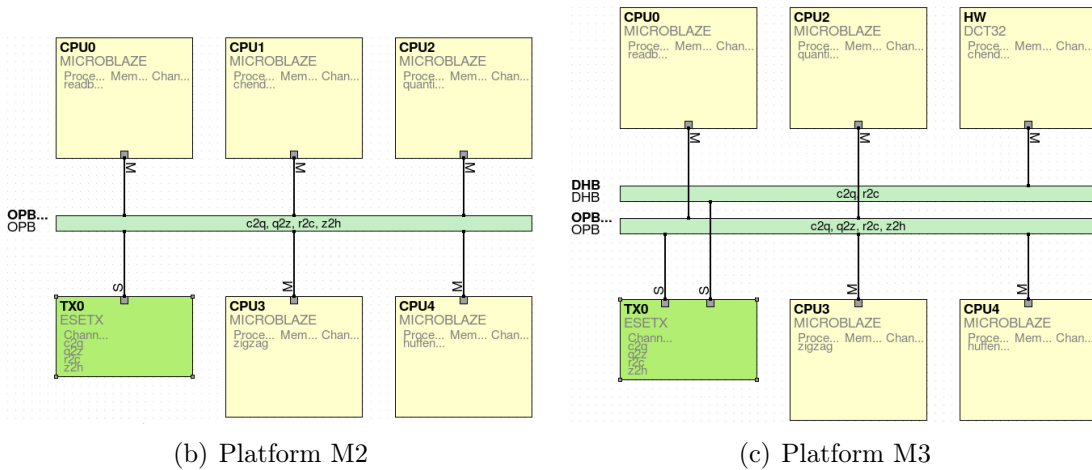 CPU0
MICROBLAZE
Proce... Mem... Chan...
readb...
M
CPU1
MICROBLAZE
Proce... Mem... Chan...
chend...
M
CPU2
MICROBLAZE
Proce... Mem... Chan...
quanti...
M
OPB...
OPB
c2q, q2z, r2c, z2h
S
TX0
ESETX
Chann...
c2q
q2z
r2c
z2h
M
CPU3
MICROBLAZE
Proce... Mem... Chan...
zigzag
M
CPU4
MICROBLAZE
Proce... Mem... Chan...
huffen...
(b) Platform M2
CPU0
MICROBLAZE
Proce... Mem... Chan...
readb...
M
CPU2
MICROBLAZE
Proce... Mem... Chan...
quanti...
M
HW
DCT32
Proce... Mem... Chan...
chend...
M
DHB
DHB
c2q, r2c
OPB...
OPB
c2q, q2z, r2c, z2h
S
S
TX0
ESETX
Chann...
c2q
q2z
r2c
z2h
M
CPU3
MICROBLAZE
Proce... Mem... Chan...
zigzag
M
CPU4
MICROBLAZE
Proce... Mem... Chan...
huffen...
(c) Platform M3